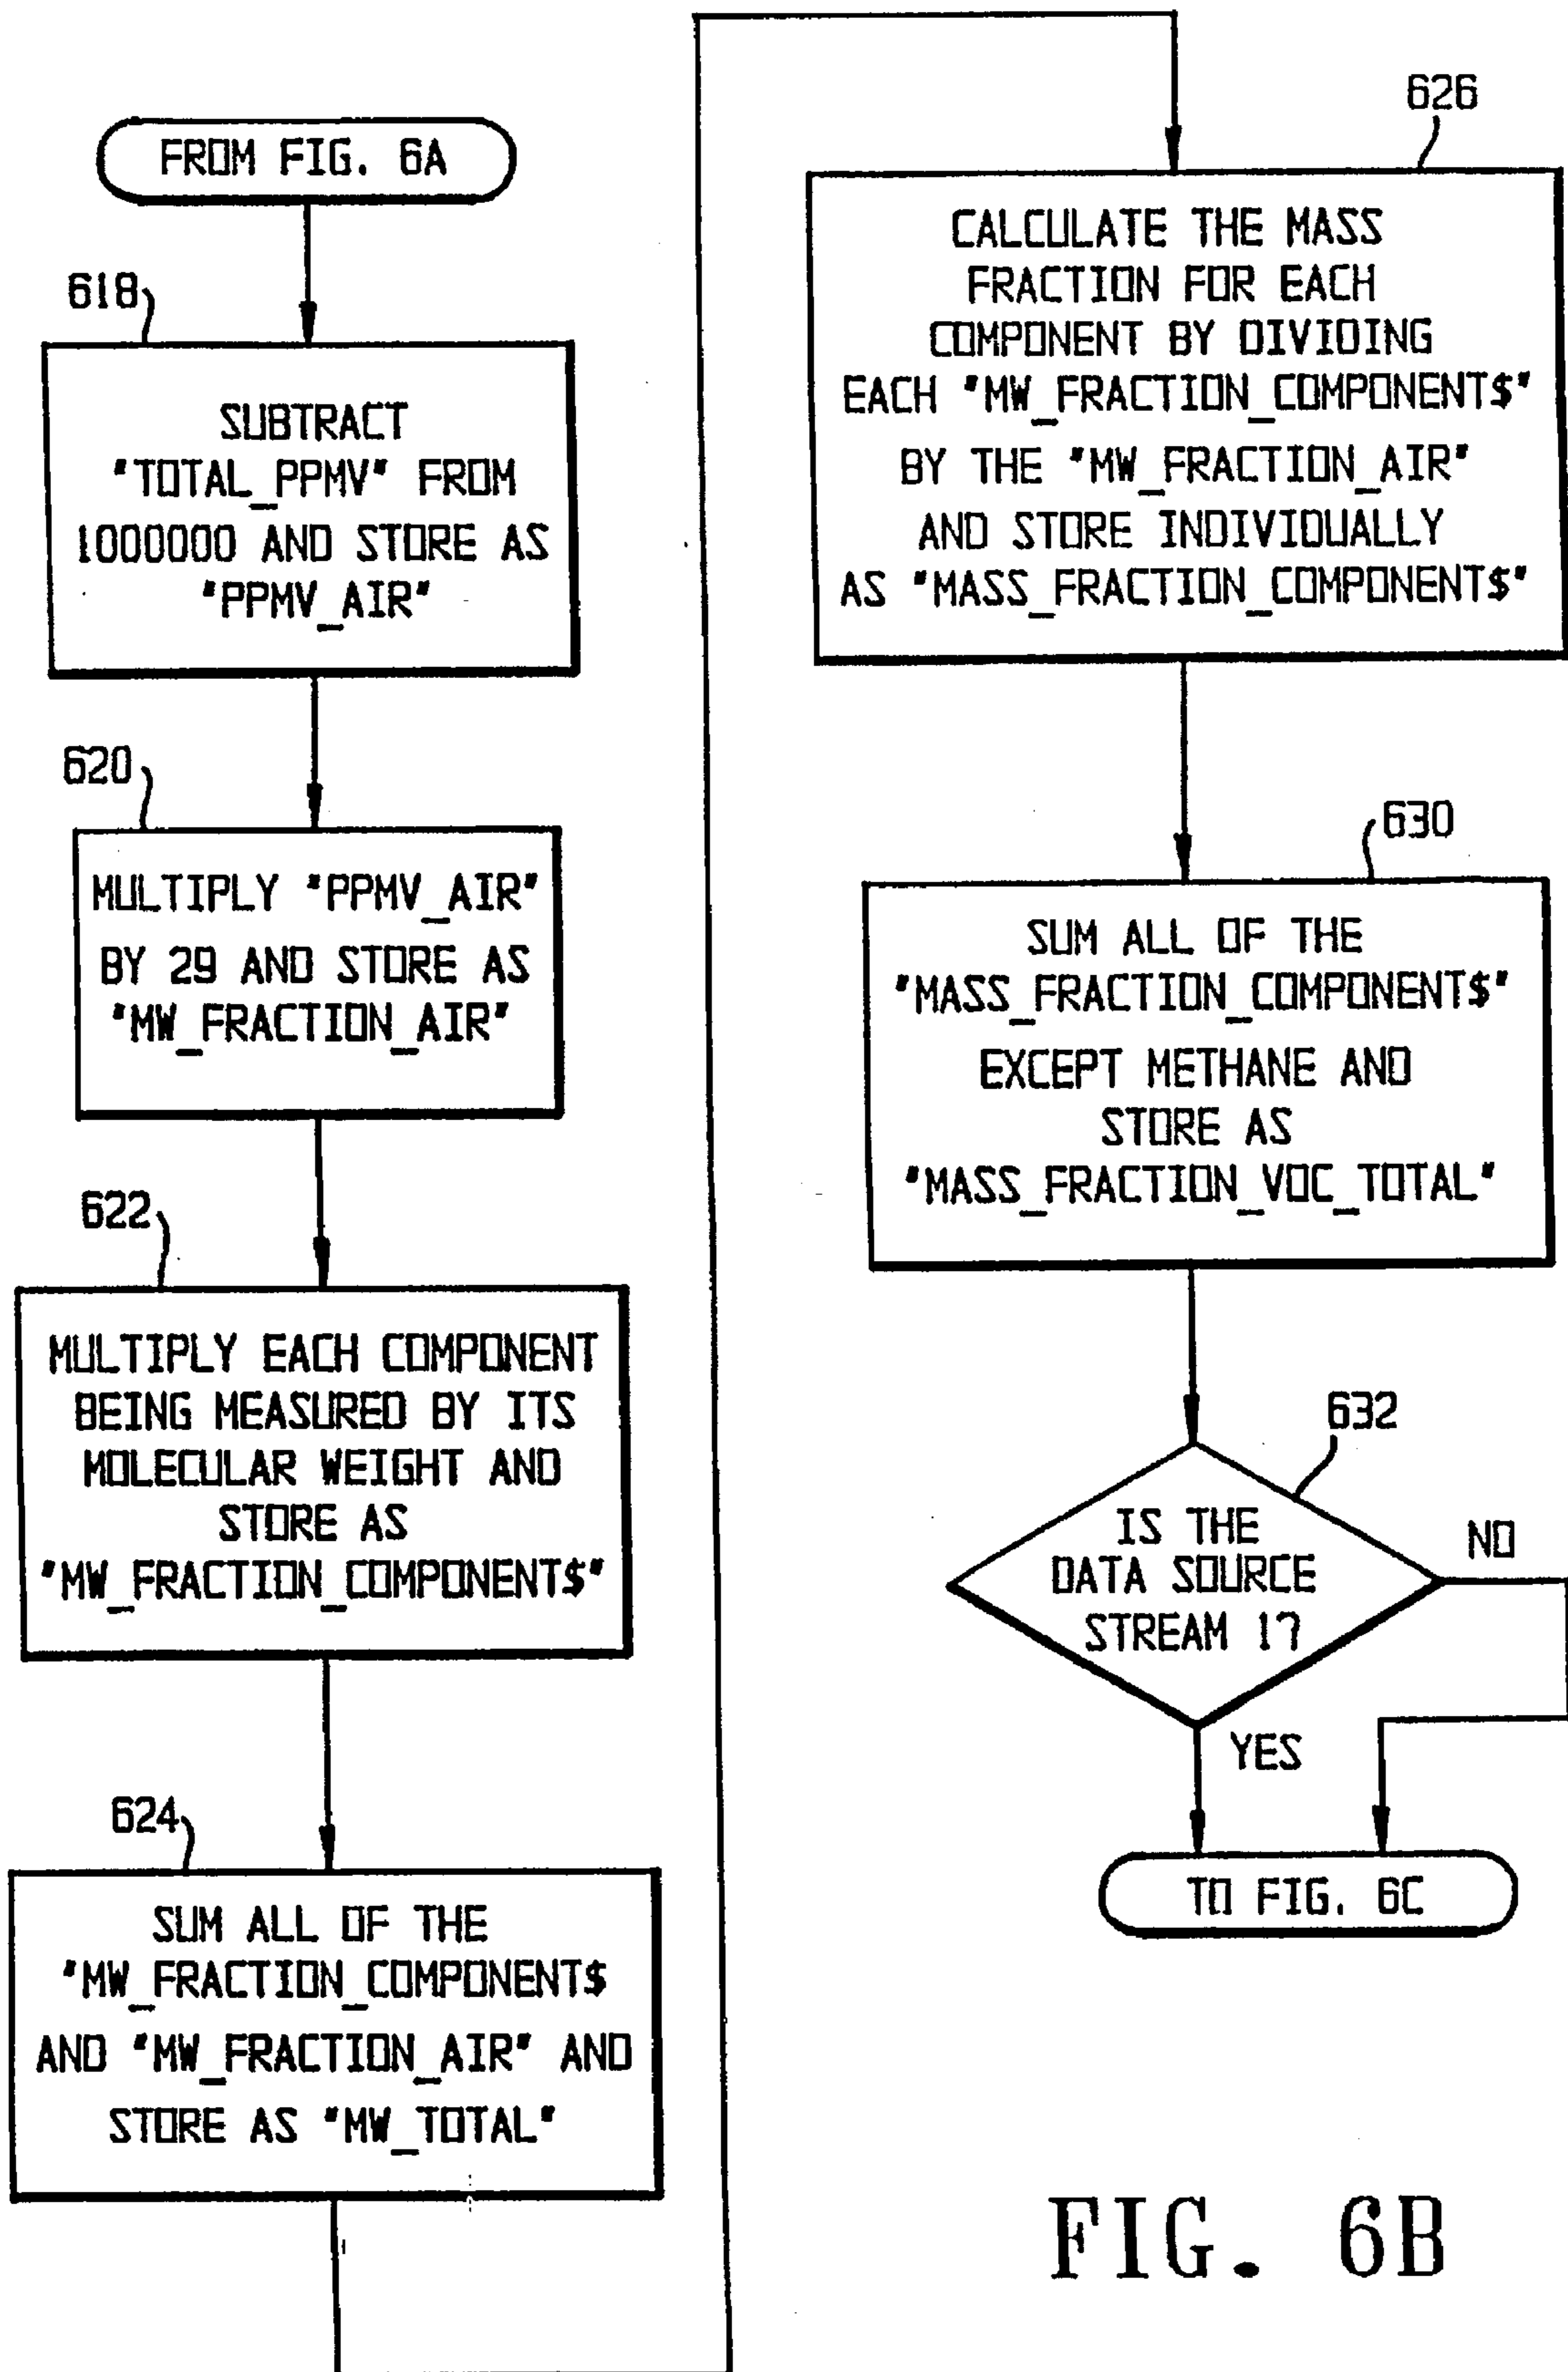 FROM FIG. 6A
618
SUBTRACT
"TOTAL_PPMV" FROM
1000000 AND STORE AS
"PPMV_AIR"
620
MULTIPLY "PPMV_AIR"
BY 29 AND STORE AS
"MW_FRACTION_AIR"
622
MULTIPLY EACH COMPONENT
BEING MEASURED BY ITS
MOLECULAR WEIGHT AND
STORE AS
"MW_FRACTION_COMPONENT$"
624
SUM ALL OF THE
"MW_FRACTION_COMPONENT$
AND "MW_FRACTION_AIR" AND
STORE AS "MW_TOTAL"
626
CALCULATE THE MASS
FRACTION FOR EACH
COMPONENT BY DIVIDING
EACH "MW_FRACTION_COMPONENT$"
BY THE "MW_FRACTION_AIR"
AND STORE INDIVIDUALLY
AS "MASS_FRACTION_COMPONENT$"
630
SUM ALL OF THE
"MASS_FRACTION_COMPONENT$"
EXCEPT METHANE AND
STORE AS
"MASS_FRACTION_VOC_TOTAL"
632
IS THE
DATA SOURCE
STREAM 1?
NO
YES
TO FIG. 6C
FIG. 6B